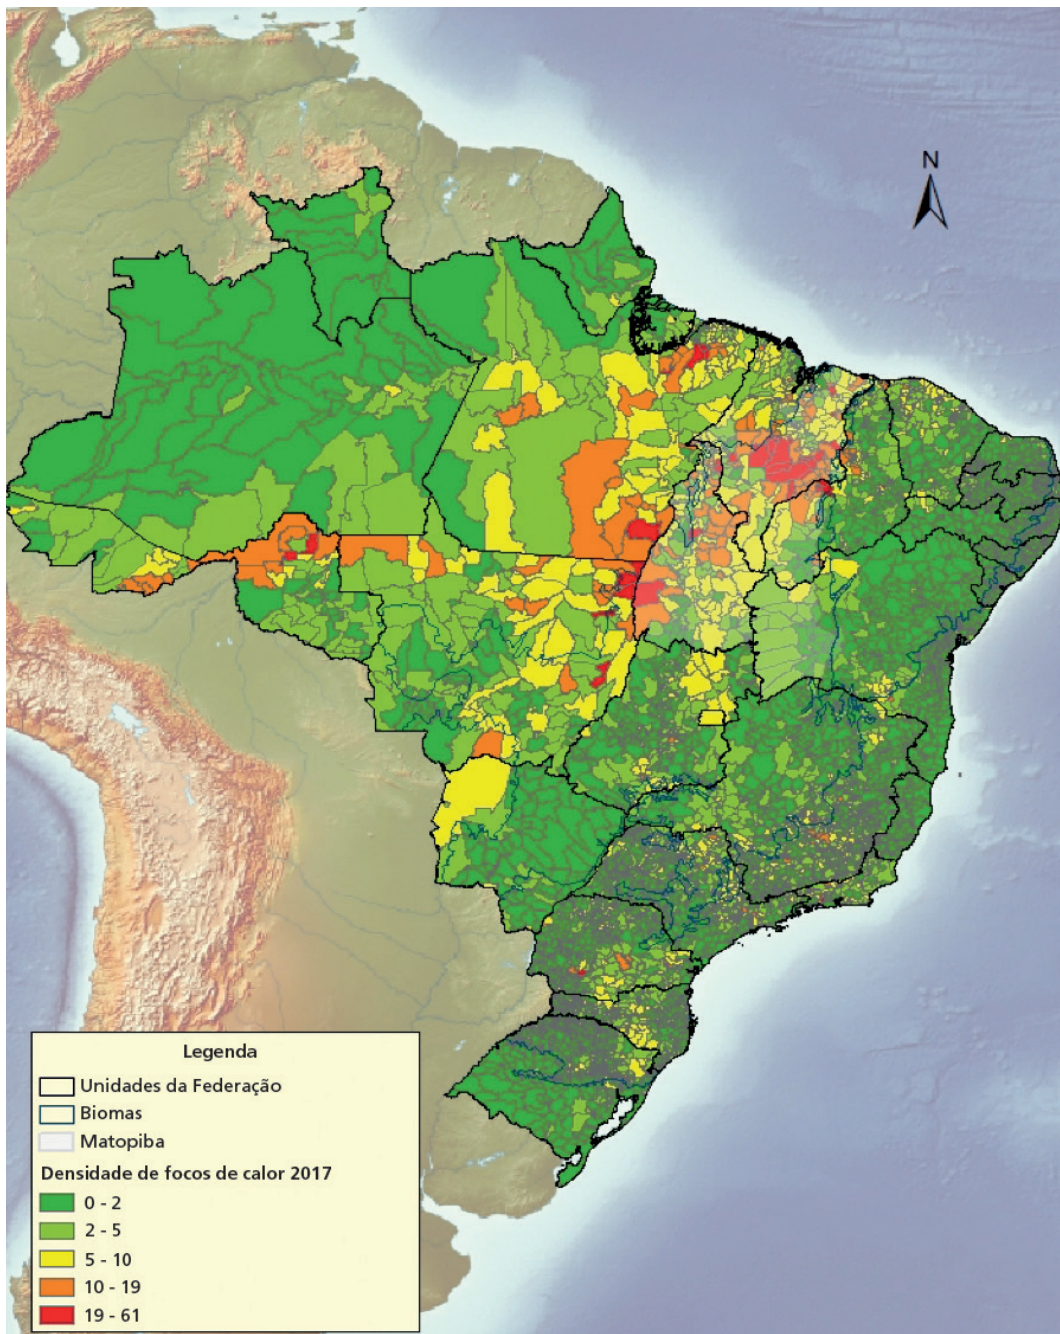 N
Legenda
Unidades da Federação
Biomas
Matopiba
Densidade de focos de calor 2017
0 - 2
2 - 5
5 - 10
10 - 19
19 - 61